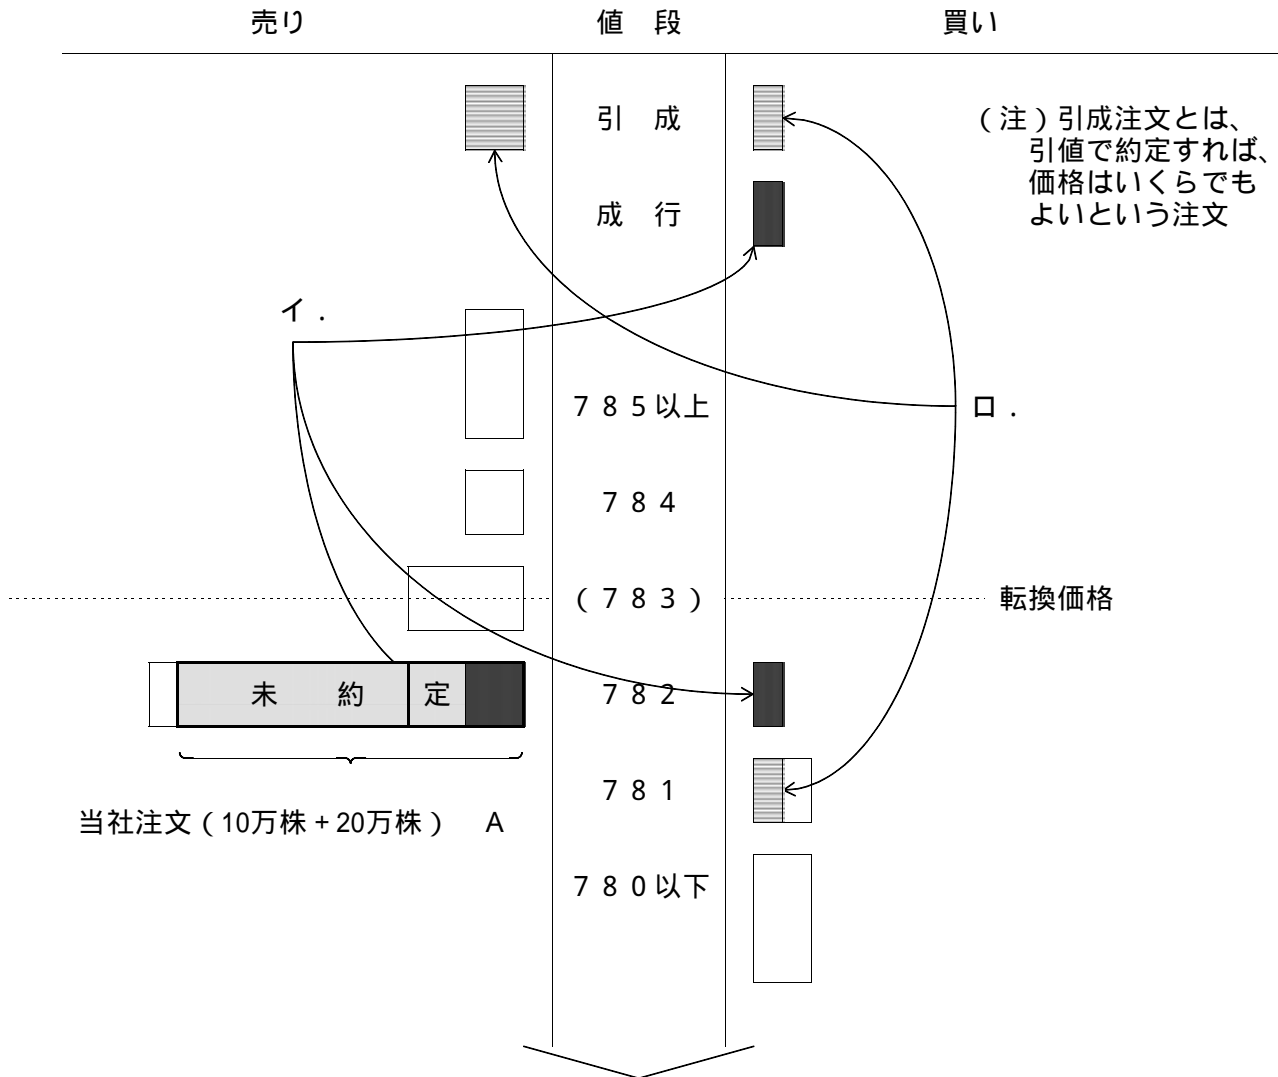 売り 値 段 買い
引 成
(注)引成注文とは、
引値で約定すれば、
価格はいくらでも
よいという注文
成 行
イ.
785以上
ロ.
784
(783)
転換価格
未 約 定
782
781
当社注文(10万株+20万株) A
780以下